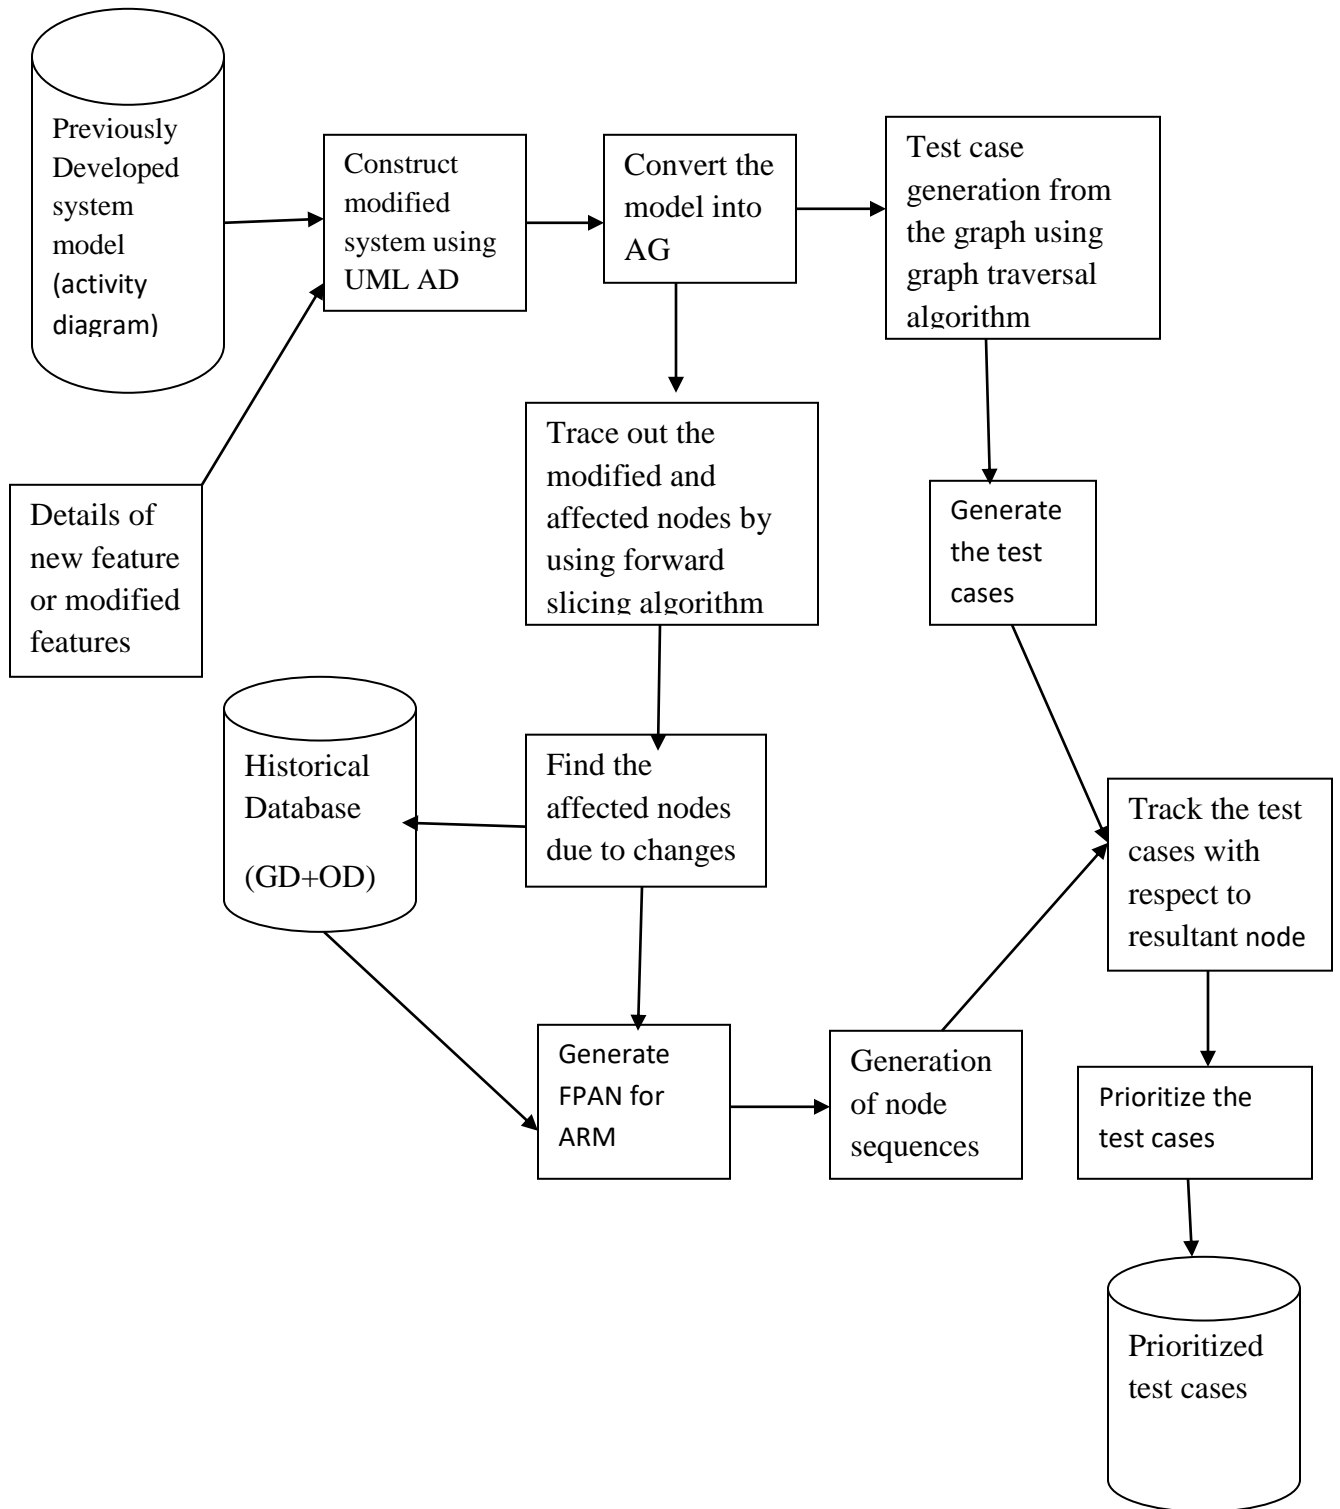 Previously
Developed
system
model
(activity
diagram)
Construct
modified
system using
UML AD
Convert the
model into
AG
Test case
generation from
the graph using
graph traversal
algorithm
Details of
new feature
or modified
features
Trace out the
modified and
affected nodes by
using forward
slicing algorithm
Generate
the test
cases
Historical
Database
(GD+OD)
Find the
affected nodes
due to changes
Track the test
cases with
respect to
resultant node
Generate
FPAN for
ARM
Generation
of node
sequences
Prioritize the
test cases
Prioritized
test cases